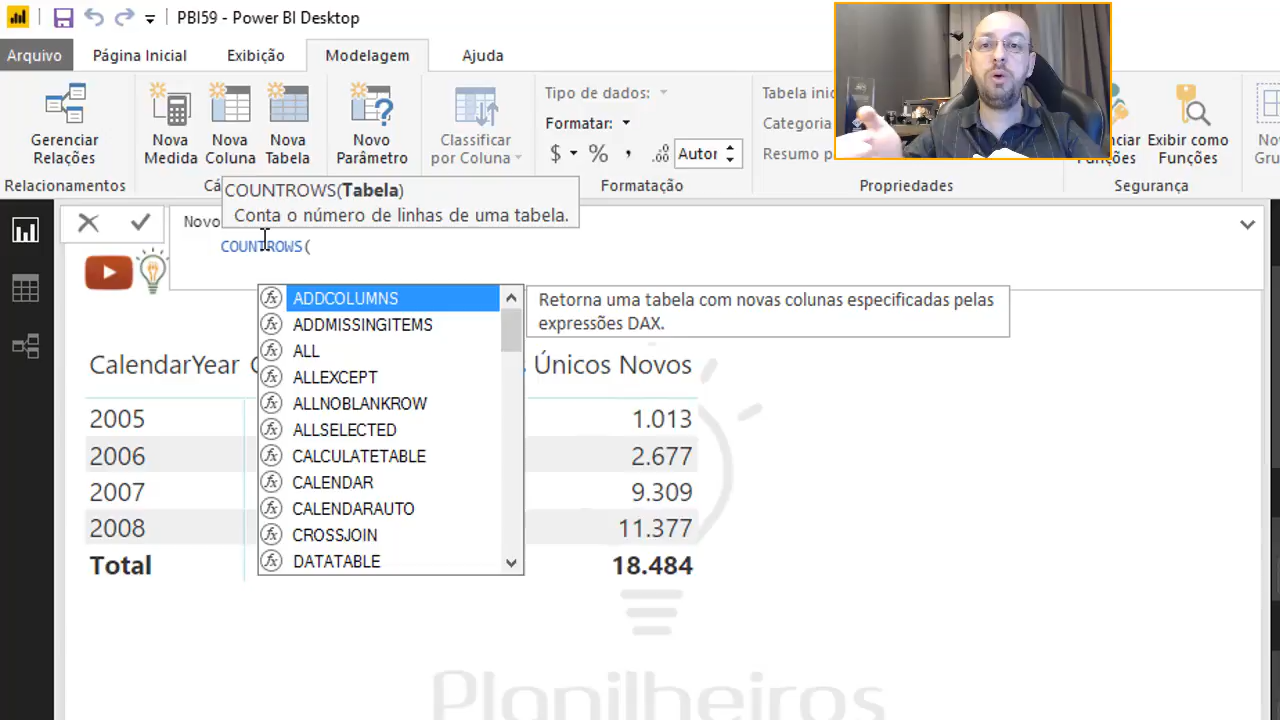 PBI59 - Power BI Desktop
Arquivo Página Inicial Exibição Modelagem Ajuda
Gerenciar Relações
Nova Medida
Nova Coluna
Nova Tabela
Novo Parâmetro
Classificar por Coluna
Tipo de dados:
Formatar:
$ % , .00 Autor
Tabela
Categoria
Resumo
Funções
Exibir como Funções
Relacionamentos
Formatação
Propriedades
Segurança
COUNTROWS(Tabela)
Conta o número de linhas de uma tabela.
Novo
COUNTROWS(
ADDCOLUMNS
ADDMISSINGITEMS
ALL
ALLEXCEPT
ALLNOBLANKROW
ALLSELECTED
CALCULATETABLE
CALENDAR
CALENDARAUTO
CROSSJOIN
DATATABLE
Retorna uma tabela com novas colunas especificadas pelas
expressões DAX.
CalendarYear Únicos Novos
2005 1.013
2006 2.677
2007 9.309
2008 11.377
Total 18.484
Planilheiros